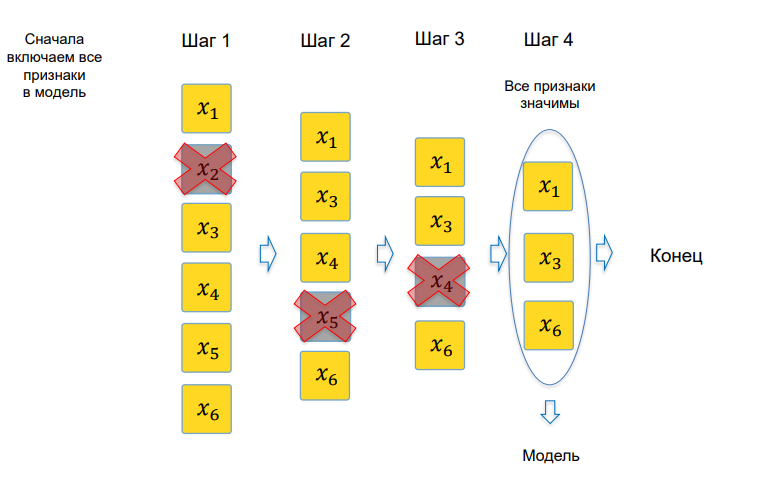 Сначала
включаем все
признаки
в модель
Шаг 1
x1
x2
x3
x4
x5
x6
Шаг 2
x1
x3
x4
x5
x6
Шаг 3
x1
x3
x4
x6
Шаг 4
Все признаки
значимы
x1
x3
x6
Модель
Конец